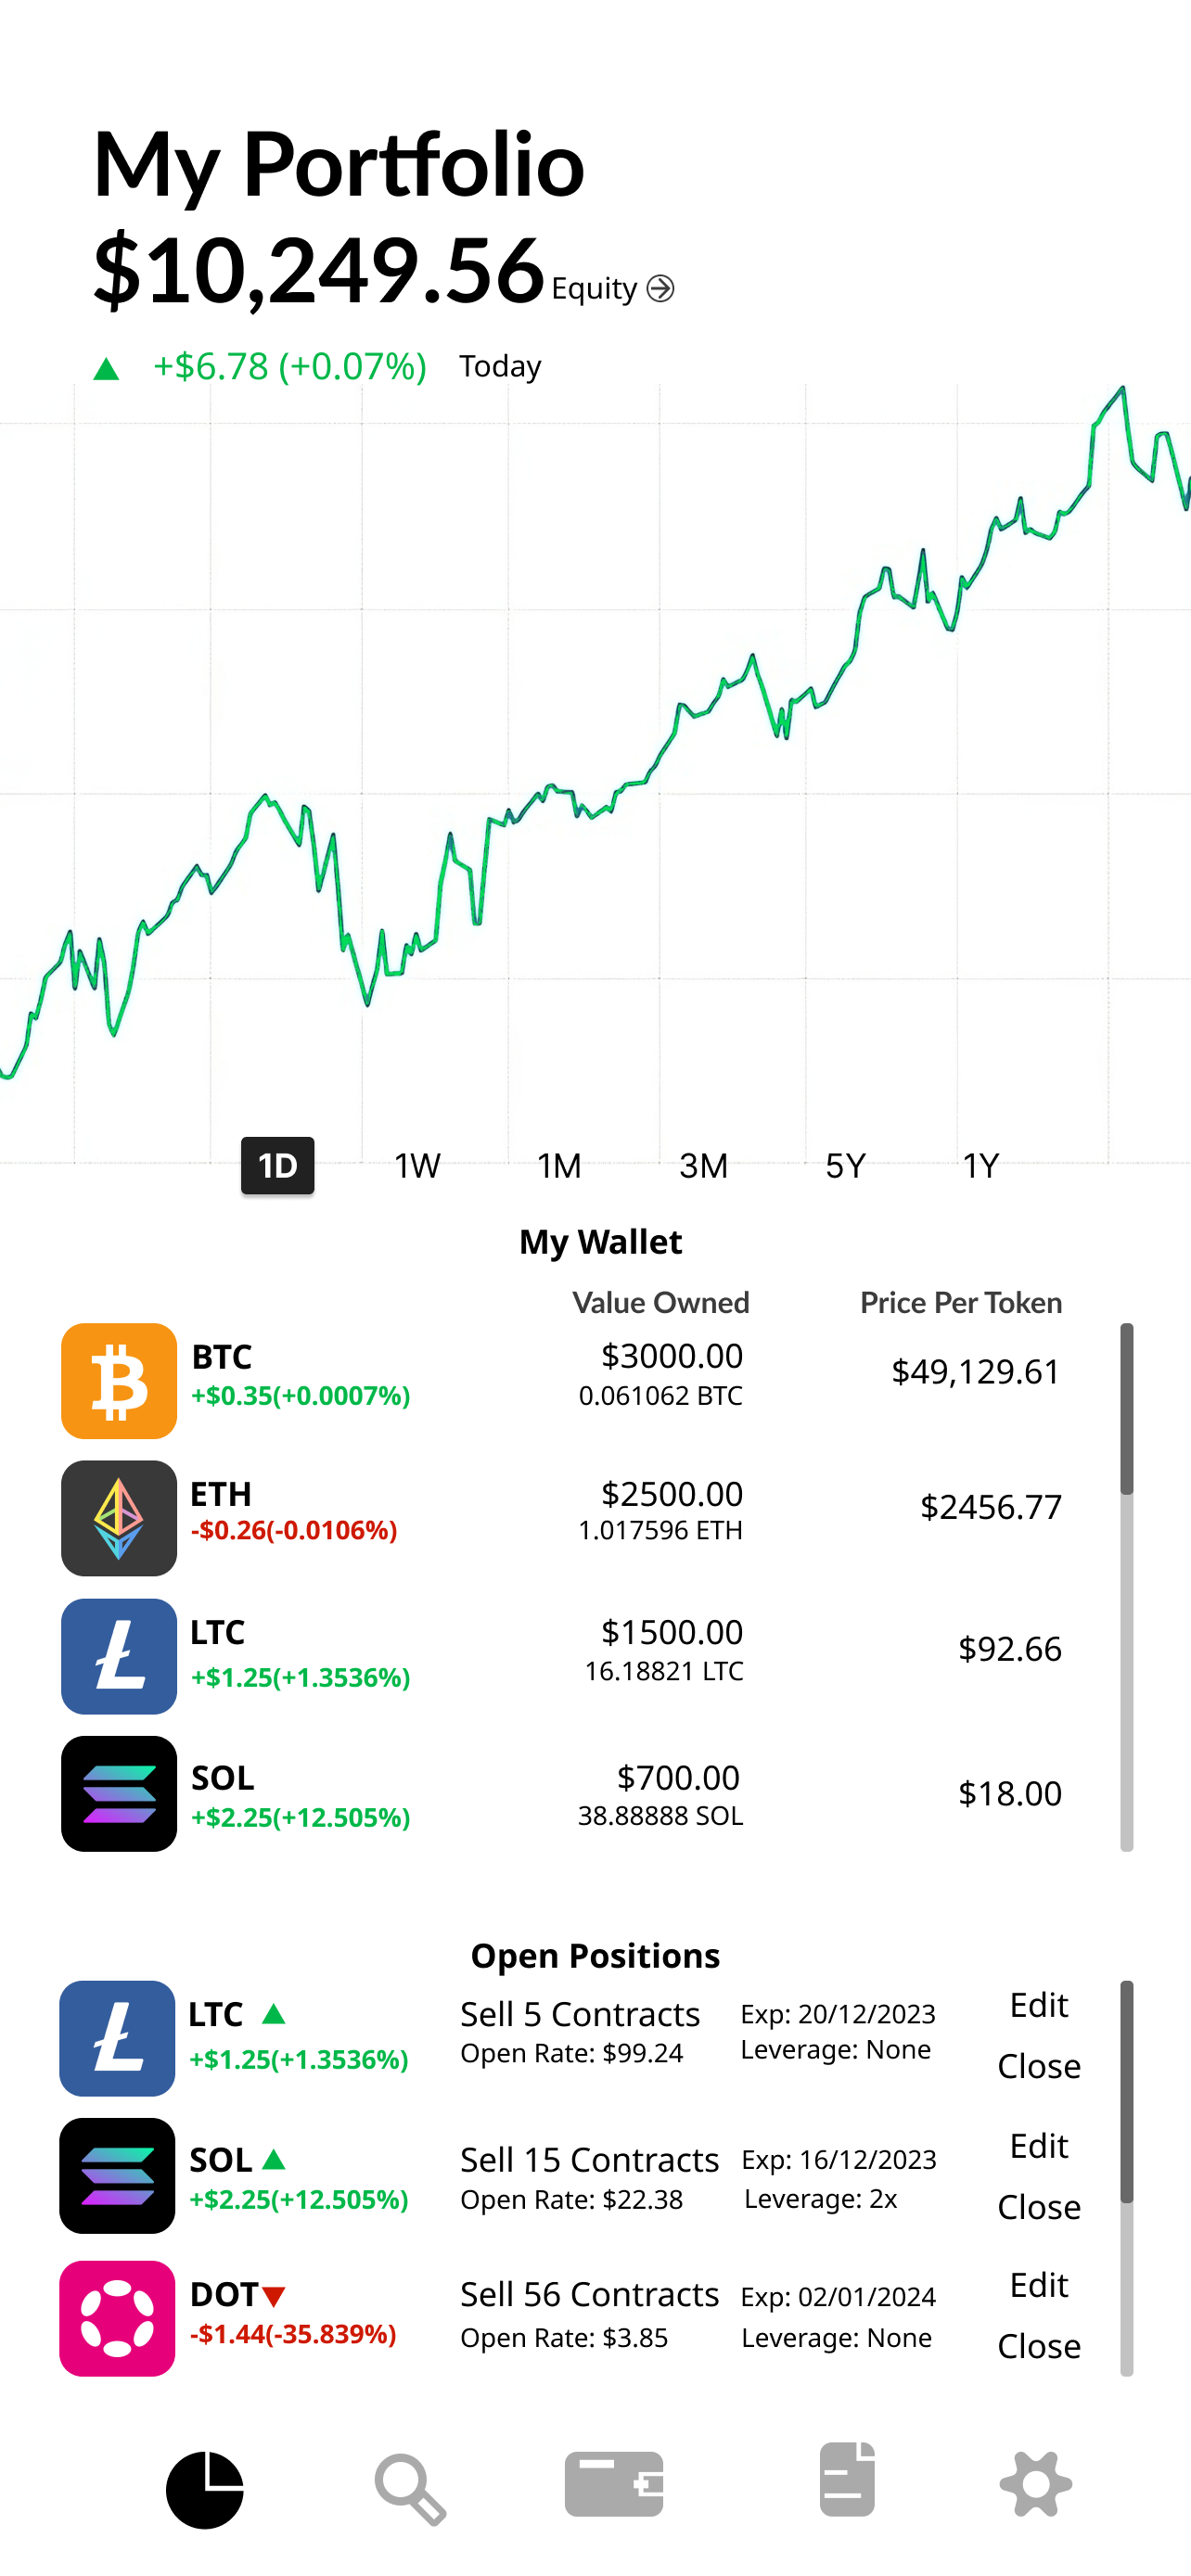 My Portfolio
$10,249.56 Equity
+$6.78 (+0.07%) Today
1D 1W 1M 3M 5Y 1Y
My Wallet
Value Owned Price Per Token
BTC $3000.00 $49,129.61
+$0.35(+0.0007%) 0.061062 BTC
ETH $2500.00 $2456.77
-$0.26(-0.0106%) 1.017596 ETH
LTC $1500.00 $92.66
+$1.25(+1.3536%) 16.18821 LTC
SOL $700.00 $18.00
+$2.25(+12.505%) 38.88888 SOL
Open Positions
LTC Sell 5 Contracts Exp: 20/12/2023 Edit
+$1.25(+1.3536%) Open Rate: $99.24 Leverage: None Close
SOL Sell 15 Contracts Exp: 16/12/2023 Edit
+$2.25(+12.505%) Open Rate: $22.38 Leverage: 2x Close
DOT Sell 56 Contracts Exp: 02/01/2024 Edit
-$1.44(-35.839%) Open Rate: $3.85 Leverage: None Close